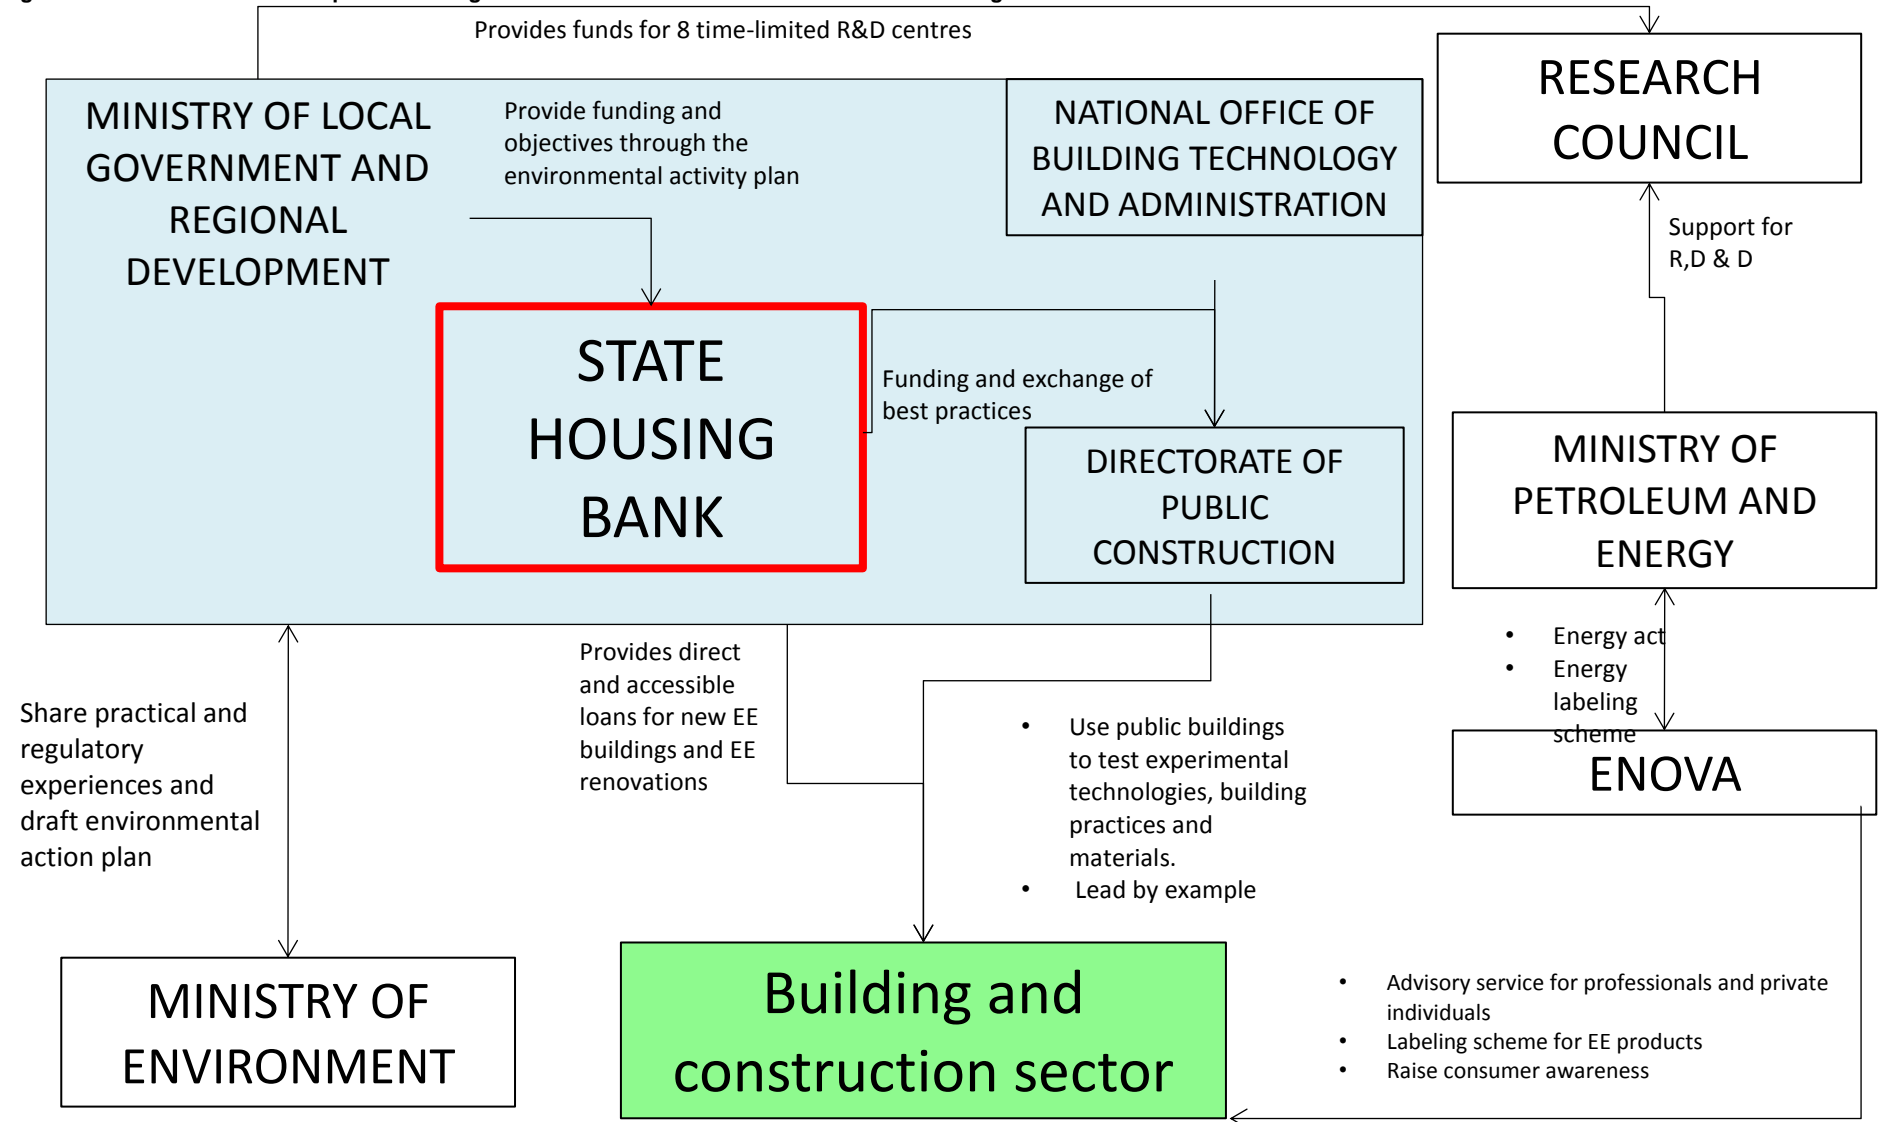 Provides funds for 8 time-limited R&D centres
MINISTRY OF LOCAL
GOVERNMENT AND
REGIONAL
DEVELOPMENT
Provide funding and
objectives through the
environmental activity plan
NATIONAL OFFICE OF
BUILDING TECHNOLOGY
AND ADMINISTRATION
RESEARCH
COUNCIL
Support for
R,D & D
STATE
HOUSING
BANK
Funding and exchange of
best practices
DIRECTORATE OF
PUBLIC
CONSTRUCTION
MINISTRY OF
PETROLEUM AND
ENERGY
• Energy act
• Energy
labeling
scheme
ENOVA
Share practical and
regulatory
experiences and
draft environmental
action plan
Provides direct
and accessible
loans for new EE
buildings and EE
renovations
• Use public buildings
to test experimental
technologies, building
practices and
materials.
• Lead by example
MINISTRY OF
ENVIRONMENT
Building and
construction sector
• Advisory service for professionals and private
individuals
• Labeling scheme for EE products
• Raise consumer awareness